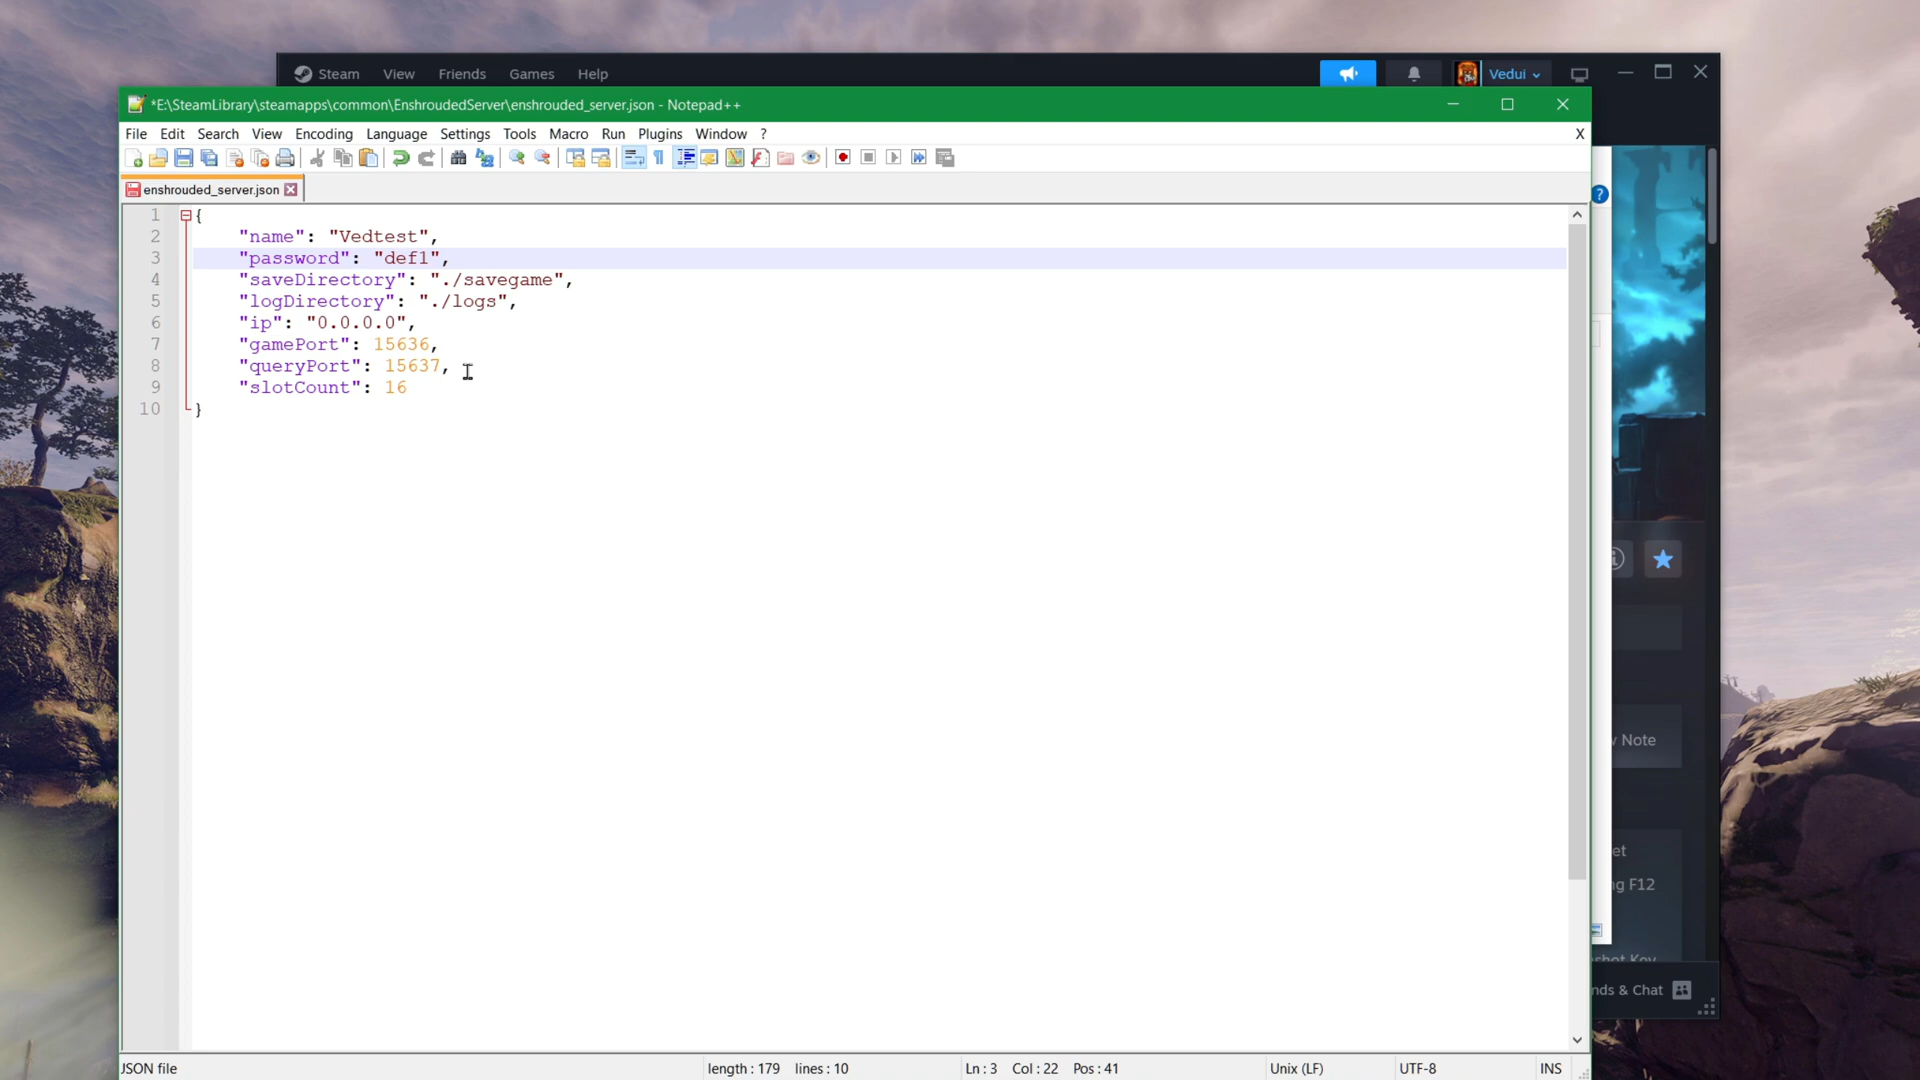 Steam View Friends Games Help Vedui
*E:\SteamLibrary\steamapps\common\EnshroudedServer\enshrouded_server.json - Notepad++
File Edit Search View Encoding Language Settings Tools Macro Run Plugins Window ? X
enshrouded_server.json
1 {
2 "name": "Vedtest",
3 "password": "def1",
4 "saveDirectory": "./savegame",
5 "logDirectory": "./logs",
6 "ip": "0.0.0.0",
7 "gamePort": 15636,
8 "queryPort": 15637,
9 "slotCount": 16
10 }
Note
et
ng F12
shot Key
nds & Chat
JSON file length : 179 lines : 10 Ln : 3 Col : 22 Pos : 41 Unix (LF) UTF-8 INS